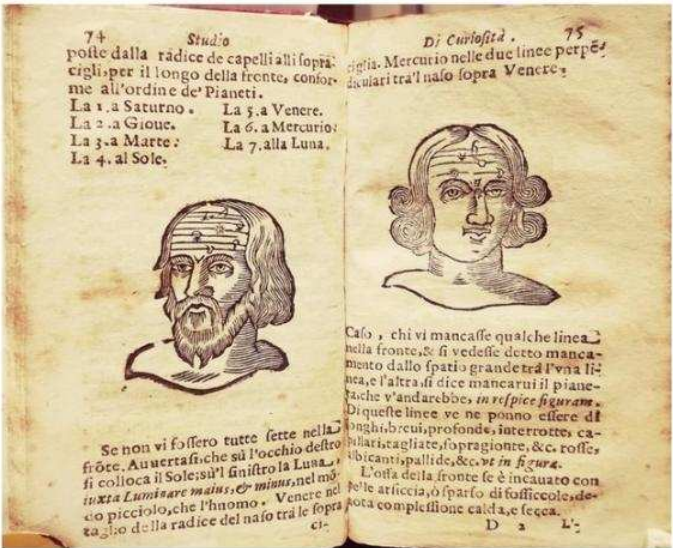 74 Studio
poste dalla radice de capelli alli sopra-
cigli, per il longo della fronte, confor-
me all'ordine de' Pianeti.
La 1. a Saturno. La 5. a Venere.
La 2. a Gioue. La 6. a Mercurio.
La 3. a Marte. La 7. alla Luna.
La 4. al Sole.
Se non vi fossero tutte sette nella
frõte. Auuertasi, che sù l'occhio destro
si colloca il Sole; sù'l sinistro la Luna,
iuxta Luminare maius, & minus, nel mõ-
do picciolo, che l'hnomo. Venere nel
taglio della radice del naso trà le sopra
ci-
Di Curiosità. 75
ciglia. Mercurio nelle due linee perpẽ-
diculari tra'l naso sopra Venere,
Caso, chi vi mancasse qualche linea
nella fronte, & si vedesse detto manca-
mento dallo spatio grande trà l'vna li-
nea, e l'altra, si dice mancarui il piane-
ta, che v'andarebbe, in respice figuram.
Di queste linee ve ne ponno essere di
longhi, breui, profonde, interrotte, ca-
pillari, tagliate, sopragionte, &c. rosse,
albicanti, pallide, &c. vt in figura.
L'ossa della fronte se è incauato con
pelle arsiccia, ò sparso di fossiccole, de-
nota complessione calda, e secca.
D 2 L'-